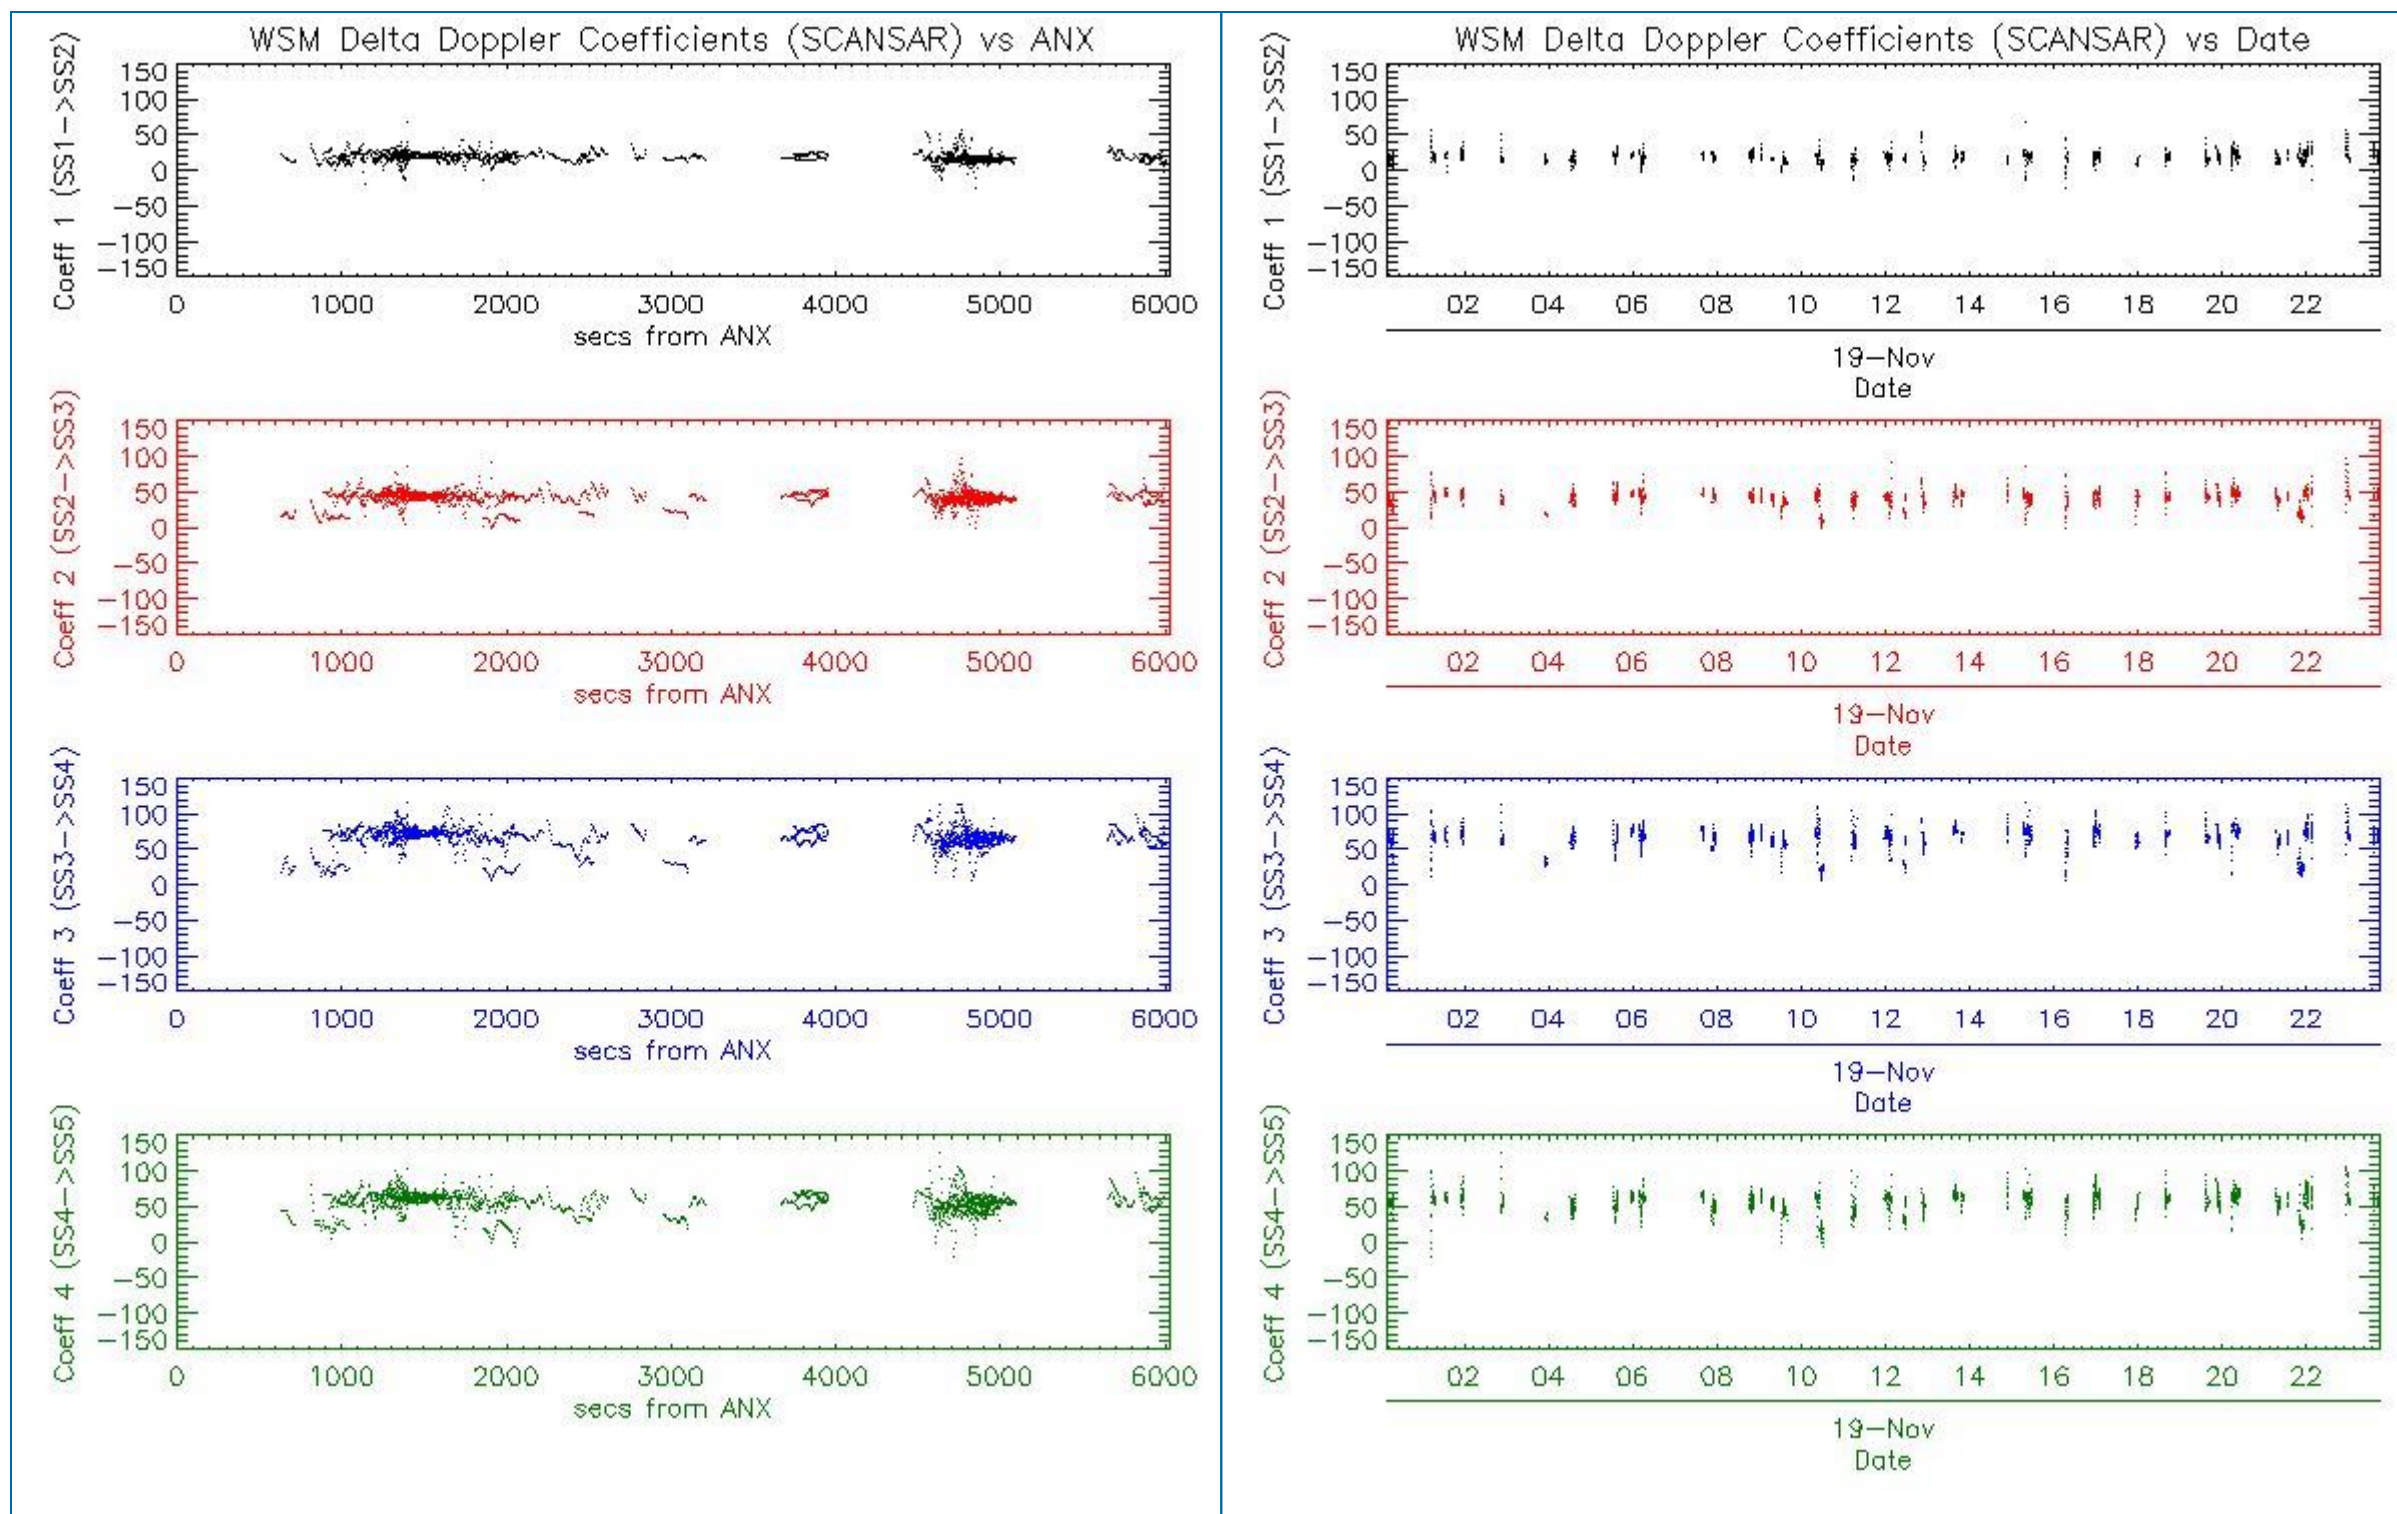 WSM Delta Doppler Coefficients (SCANSAR) vs ANX
Coeff 1 (SS1->SS2)
150
100
50
0
-50
-100
-150
0 1000 2000 3000 4000 5000 6000
secs from ANX
Coeff 2 (SS2->SS3)
150
100
50
0
-50
-100
-150
0 1000 2000 3000 4000 5000 6000
secs from ANX
Coeff 3 (SS3->SS4)
150
100
50
0
-50
-100
-150
0 1000 2000 3000 4000 5000 6000
secs from ANX
Coeff 4 (SS4->SS5)
150
100
50
0
-50
-100
-150
0 1000 2000 3000 4000 5000 6000
secs from ANX
WSM Delta Doppler Coefficients (SCANSAR) vs Date
Coeff 1 (SS1->SS2)
150
100
50
0
-50
-100
-150
02 04 06 08 10 12 14 16 18 20 22
19-Nov
Date
Coeff 2 (SS2->SS3)
150
100
50
0
-50
-100
-150
02 04 06 08 10 12 14 16 18 20 22
19-Nov
Date
Coeff 3 (SS3->SS4)
150
100
50
0
-50
-100
-150
02 04 06 08 10 12 14 16 18 20 22
19-Nov
Date
Coeff 4 (SS4->SS5)
150
100
50
0
-50
-100
-150
02 04 06 08 10 12 14 16 18 20 22
19-Nov
Date